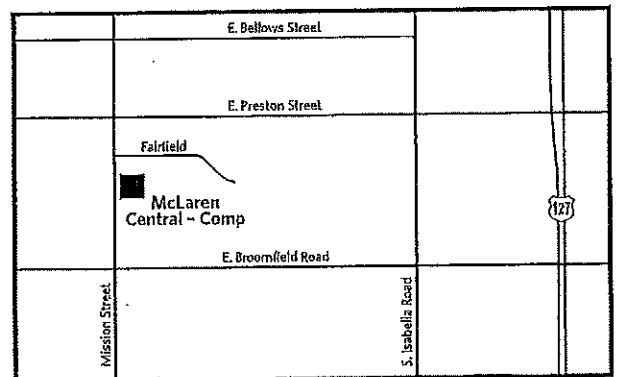 E. Bellows Street
E. Preston Street
Fairfield
McLaren
Central - Comp
127
E. Broomfield Road
Mission Street
S. Isabella Road